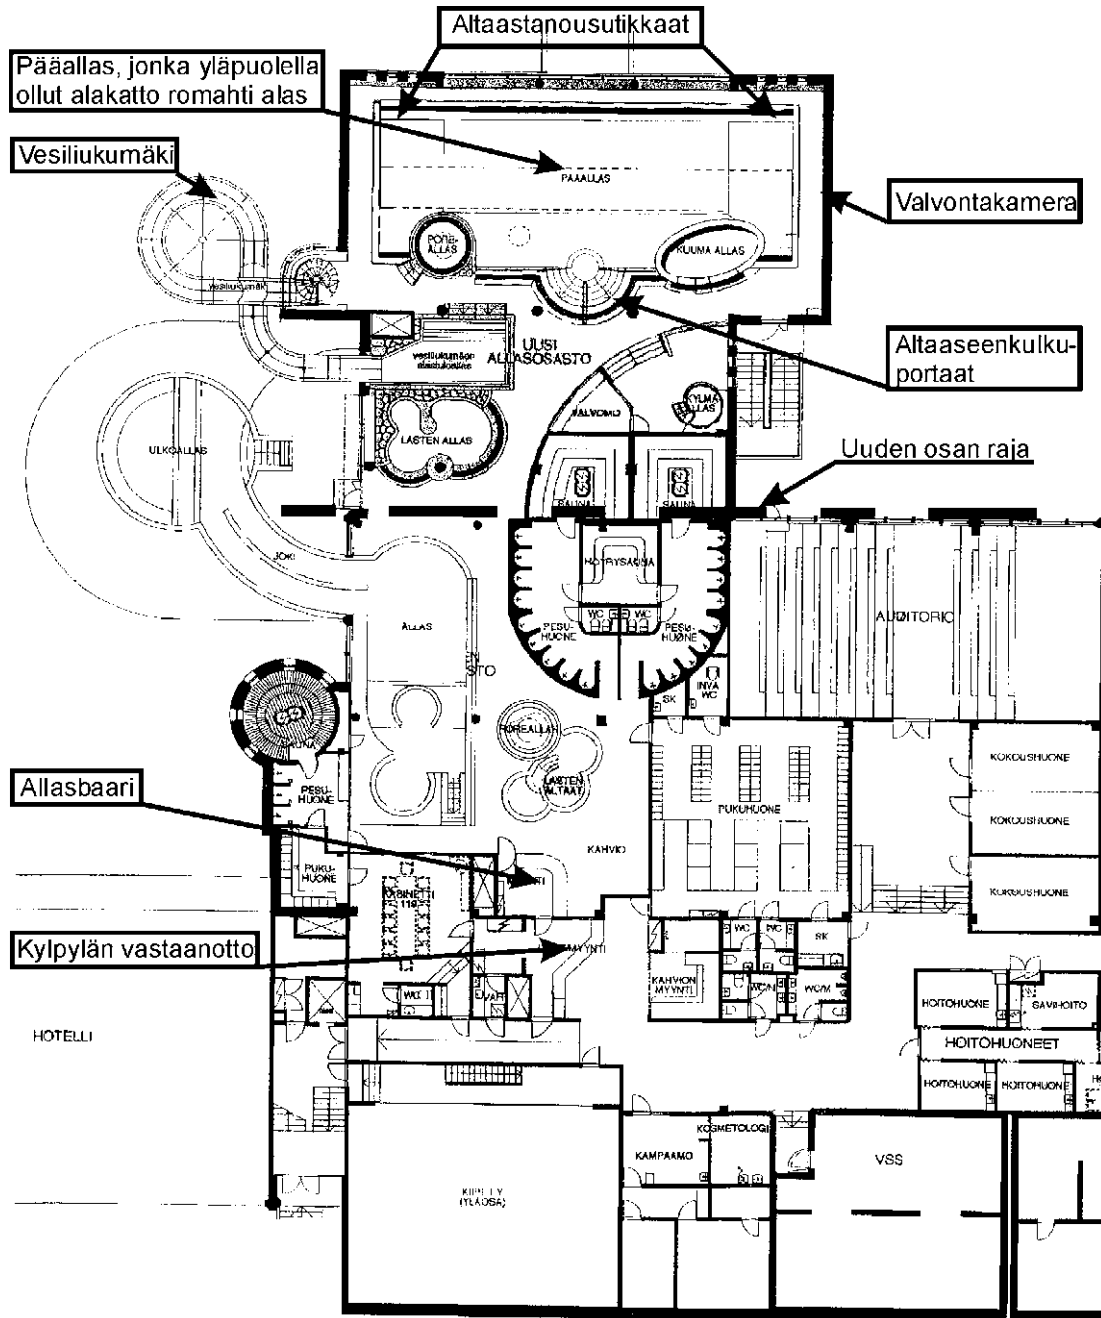 Altaastanousutikkaat
Pääallas, jonka yläpuolella
ollut alakatto romahti alas
Vesiliukumäki
PÄÄALLAS
Valvontakamera
PORE-
ALLAS
KUUMA ALLAS
vesiliukumäki
UUSI
ALLASOSASTO
vesiliukumäen
Altaaseenkulku-
portaat
KYLMÄ
ALLAS
VALVOMO
LASTEN ALLAS
ULKOALLAS
Uuden osan raja
SAUNA
SAUNA
JOKI
HÖYRYSAUNA
WC
WC
PESU-
HUONE
PESU-
HUONE
ALLAS
AUDITORIO
STO
INVA
WC
SK
SAUNA
POREALLAS
LASTEN
ALTAAT
KOKOUSHUONE
Allasbaari
PESU-
HUONE
PUKUHUONE
KOKOUSHUONE
KAHVIO
PUKU-
HUONE
KABINETTI
119
KOKOUSHUONE
Kylpylän vastaanotto
MYYNTI
WC
WC
SK
KAHVION
MYYNTI
WC/N
WC/M
HOITOHUONE
SAVIHOITO
HOTELLI
HOITOHUONEET
HOITOHUONE
HOITOHUONE
KOSMETOLOGI
KAMPAAMO
VSS
(YLÄOSA)